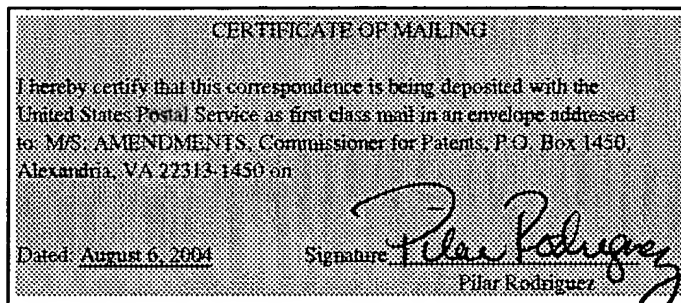 CERTIFICATE OF MAILING
I hereby certify that this correspondence is being deposited with the
United States Postal Service as first class mail in an envelope addressed
to: M/S: AMENDMENTS, Commissioner for Patents, P.O. Box 1450,
Alexandria, VA 22313-1450 on
Dated: August 6, 2004 Signature Pilar Rodriguez
Pilar Rodriguez